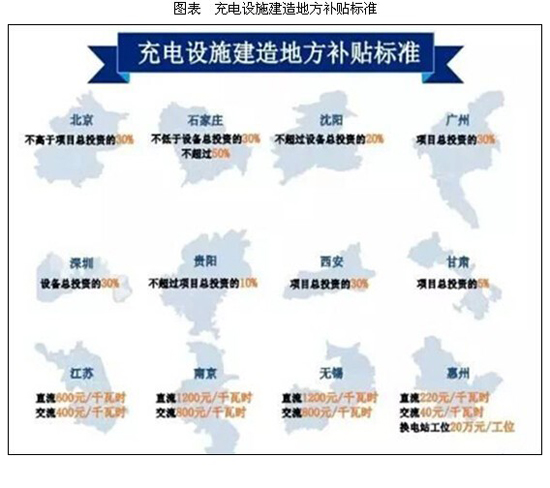 图表 充电设施建造地方补贴标准
充电设施建造地方补贴标准
北京
不高于项目总投资的30%
石家庄
不低于设备总投资的30%
不超过50%
沈阳
不超过设备总投资的20%
广州
项目总投资的30%
深圳
设备总投资的30%
贵阳
不超过项目总投资的10%
西安
项目总投资的30%
甘肃
项目总投资的5%
江苏
直流600元/千瓦时
交流400元/千瓦时
南京
直流1200元/千瓦时
交流800元/千瓦时
无锡
直流1200元/千瓦时
交流800元/千瓦时
惠州
直流220元/千瓦时
交流40元/千瓦时
换电站工位20万元/工位